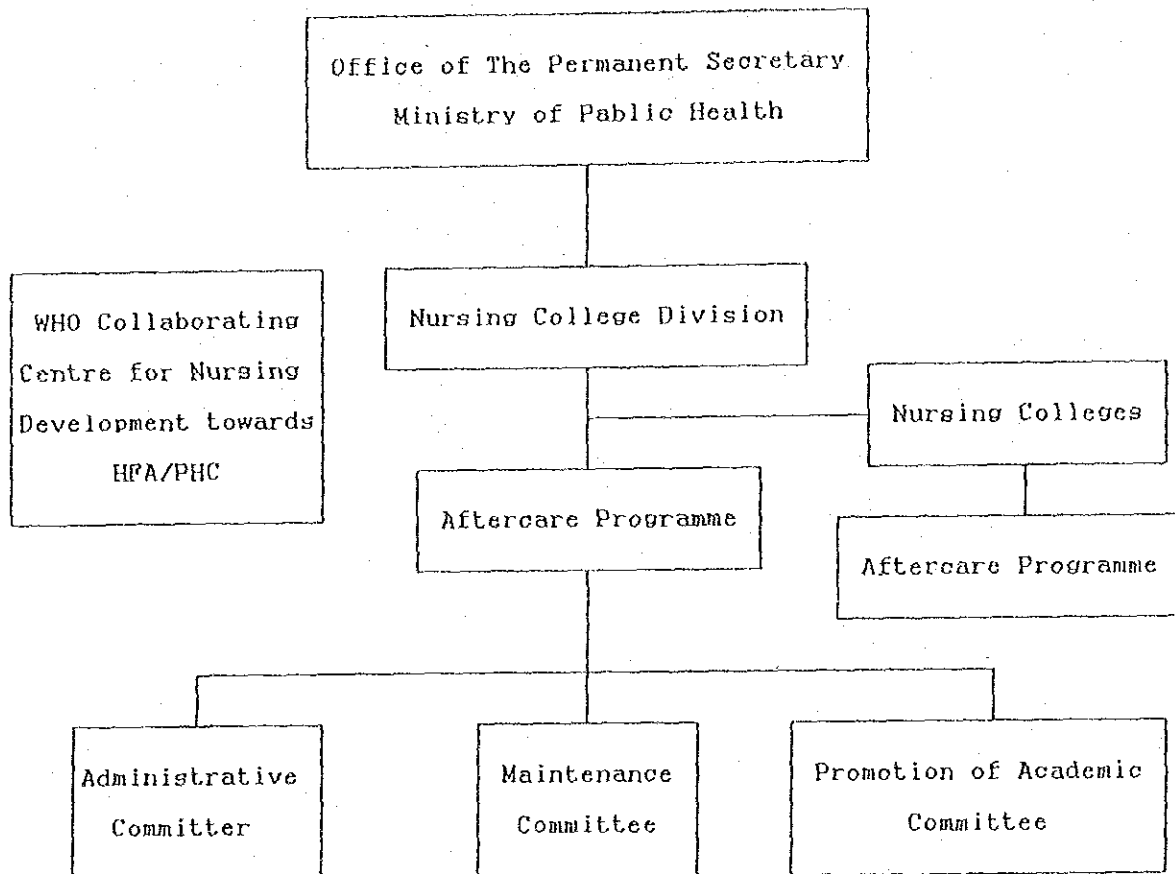 Office of The Permanent Secretary
Ministry of Pablic Health
WHO Collaborating
Centre for Nursing
Development towards
HFA/PHC
Nursing College Division
Nursing Colleges
Aftercare Programme
Aftercare Programme
Administrative
Committer
Maintenance
Committee
Promotion of Academic
Committee